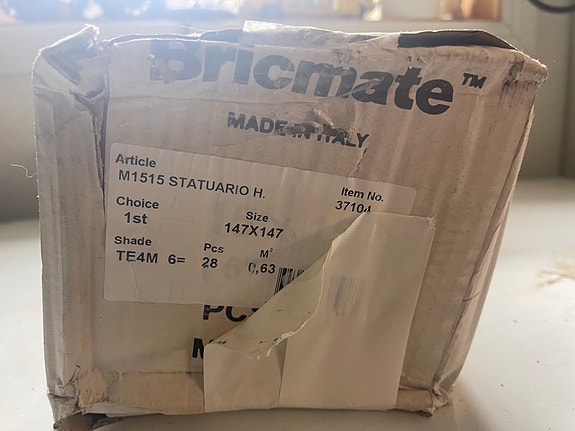 Bricmate™
MADE IN ITALY
Article
M1515 STATUARIO H.
Item No.
37104
Choice
1st
Size
147X147
Shade
TE4M 6=
Pcs
28
M²
0,63
PC
M